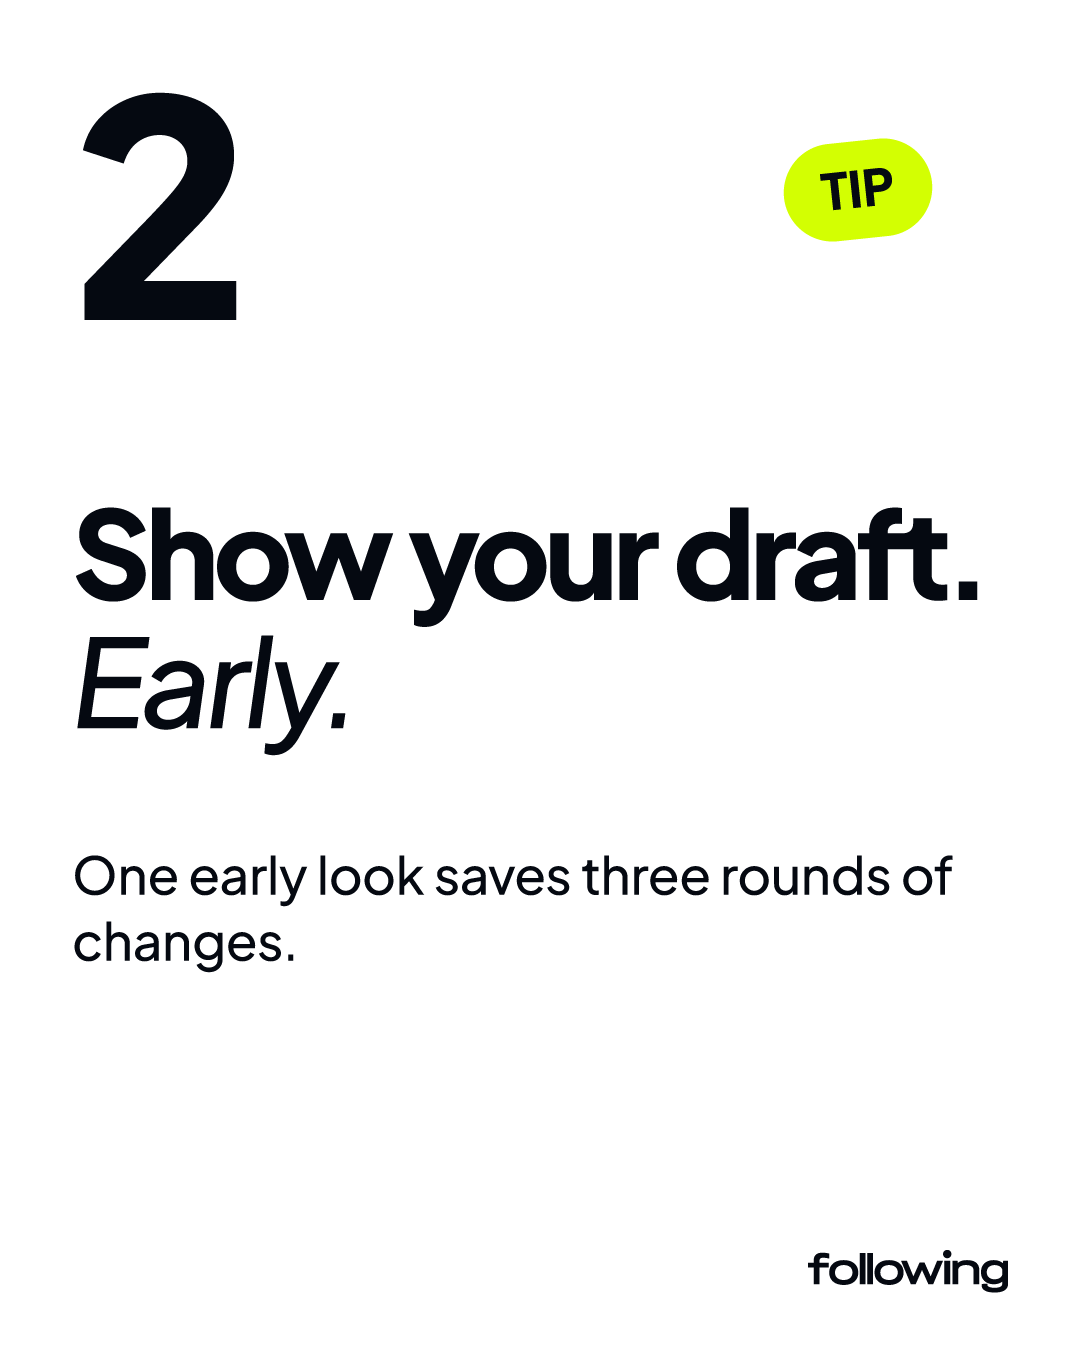 2
TIP
Show your draft.
Early.
One early look saves three rounds of
changes.
following